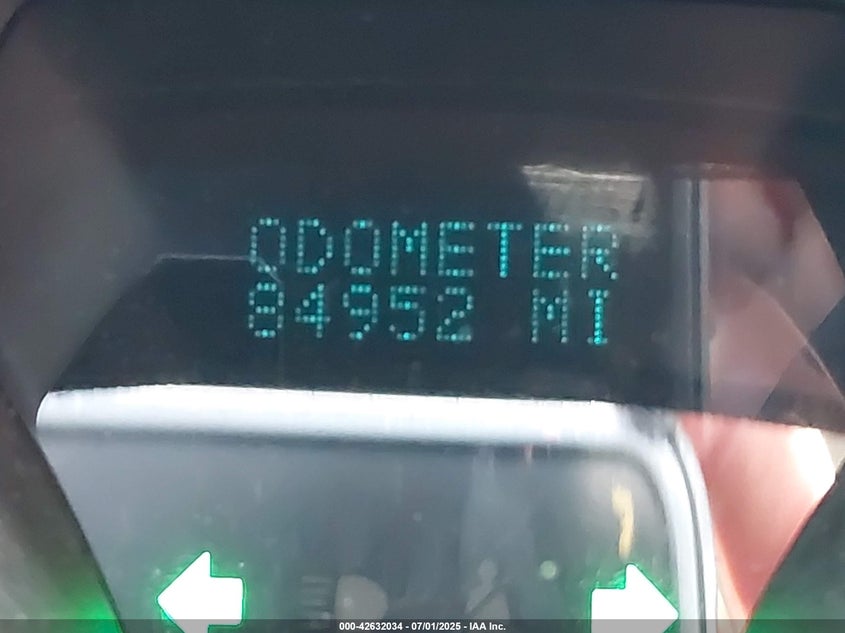 ODOMETER
84952 MI
000-42632034 - 07/01/2025 - IAA Inc.